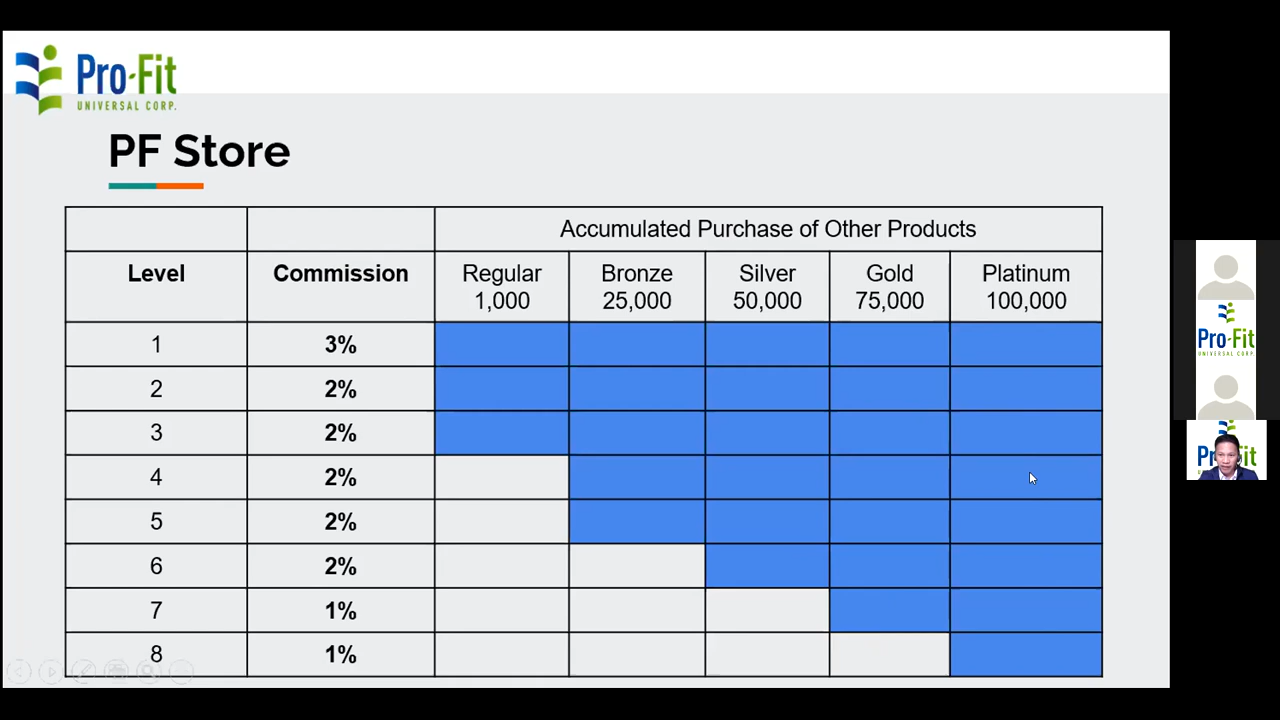 Pro-Fit
UNIVERSAL CORP.
PF Store
Accumulated Purchase of Other Products
Level Commission Regular 1,000 Bronze 25,000 Silver 50,000 Gold 75,000 Platinum 100,000
1 3%
2 2%
3 2%
4 2%
5 2%
6 2%
7 1%
8 1%
Pro-Fit
UNIVERSAL CORP.